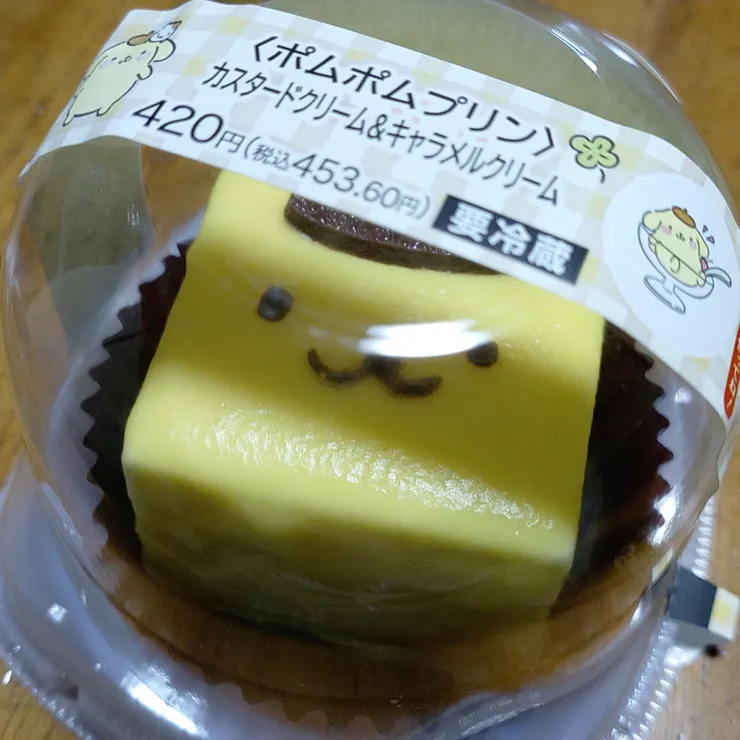 〈ポムポムプリン〉
カスタードクリーム&キャラメルクリーム
420円(税込453.60円)
要冷蔵